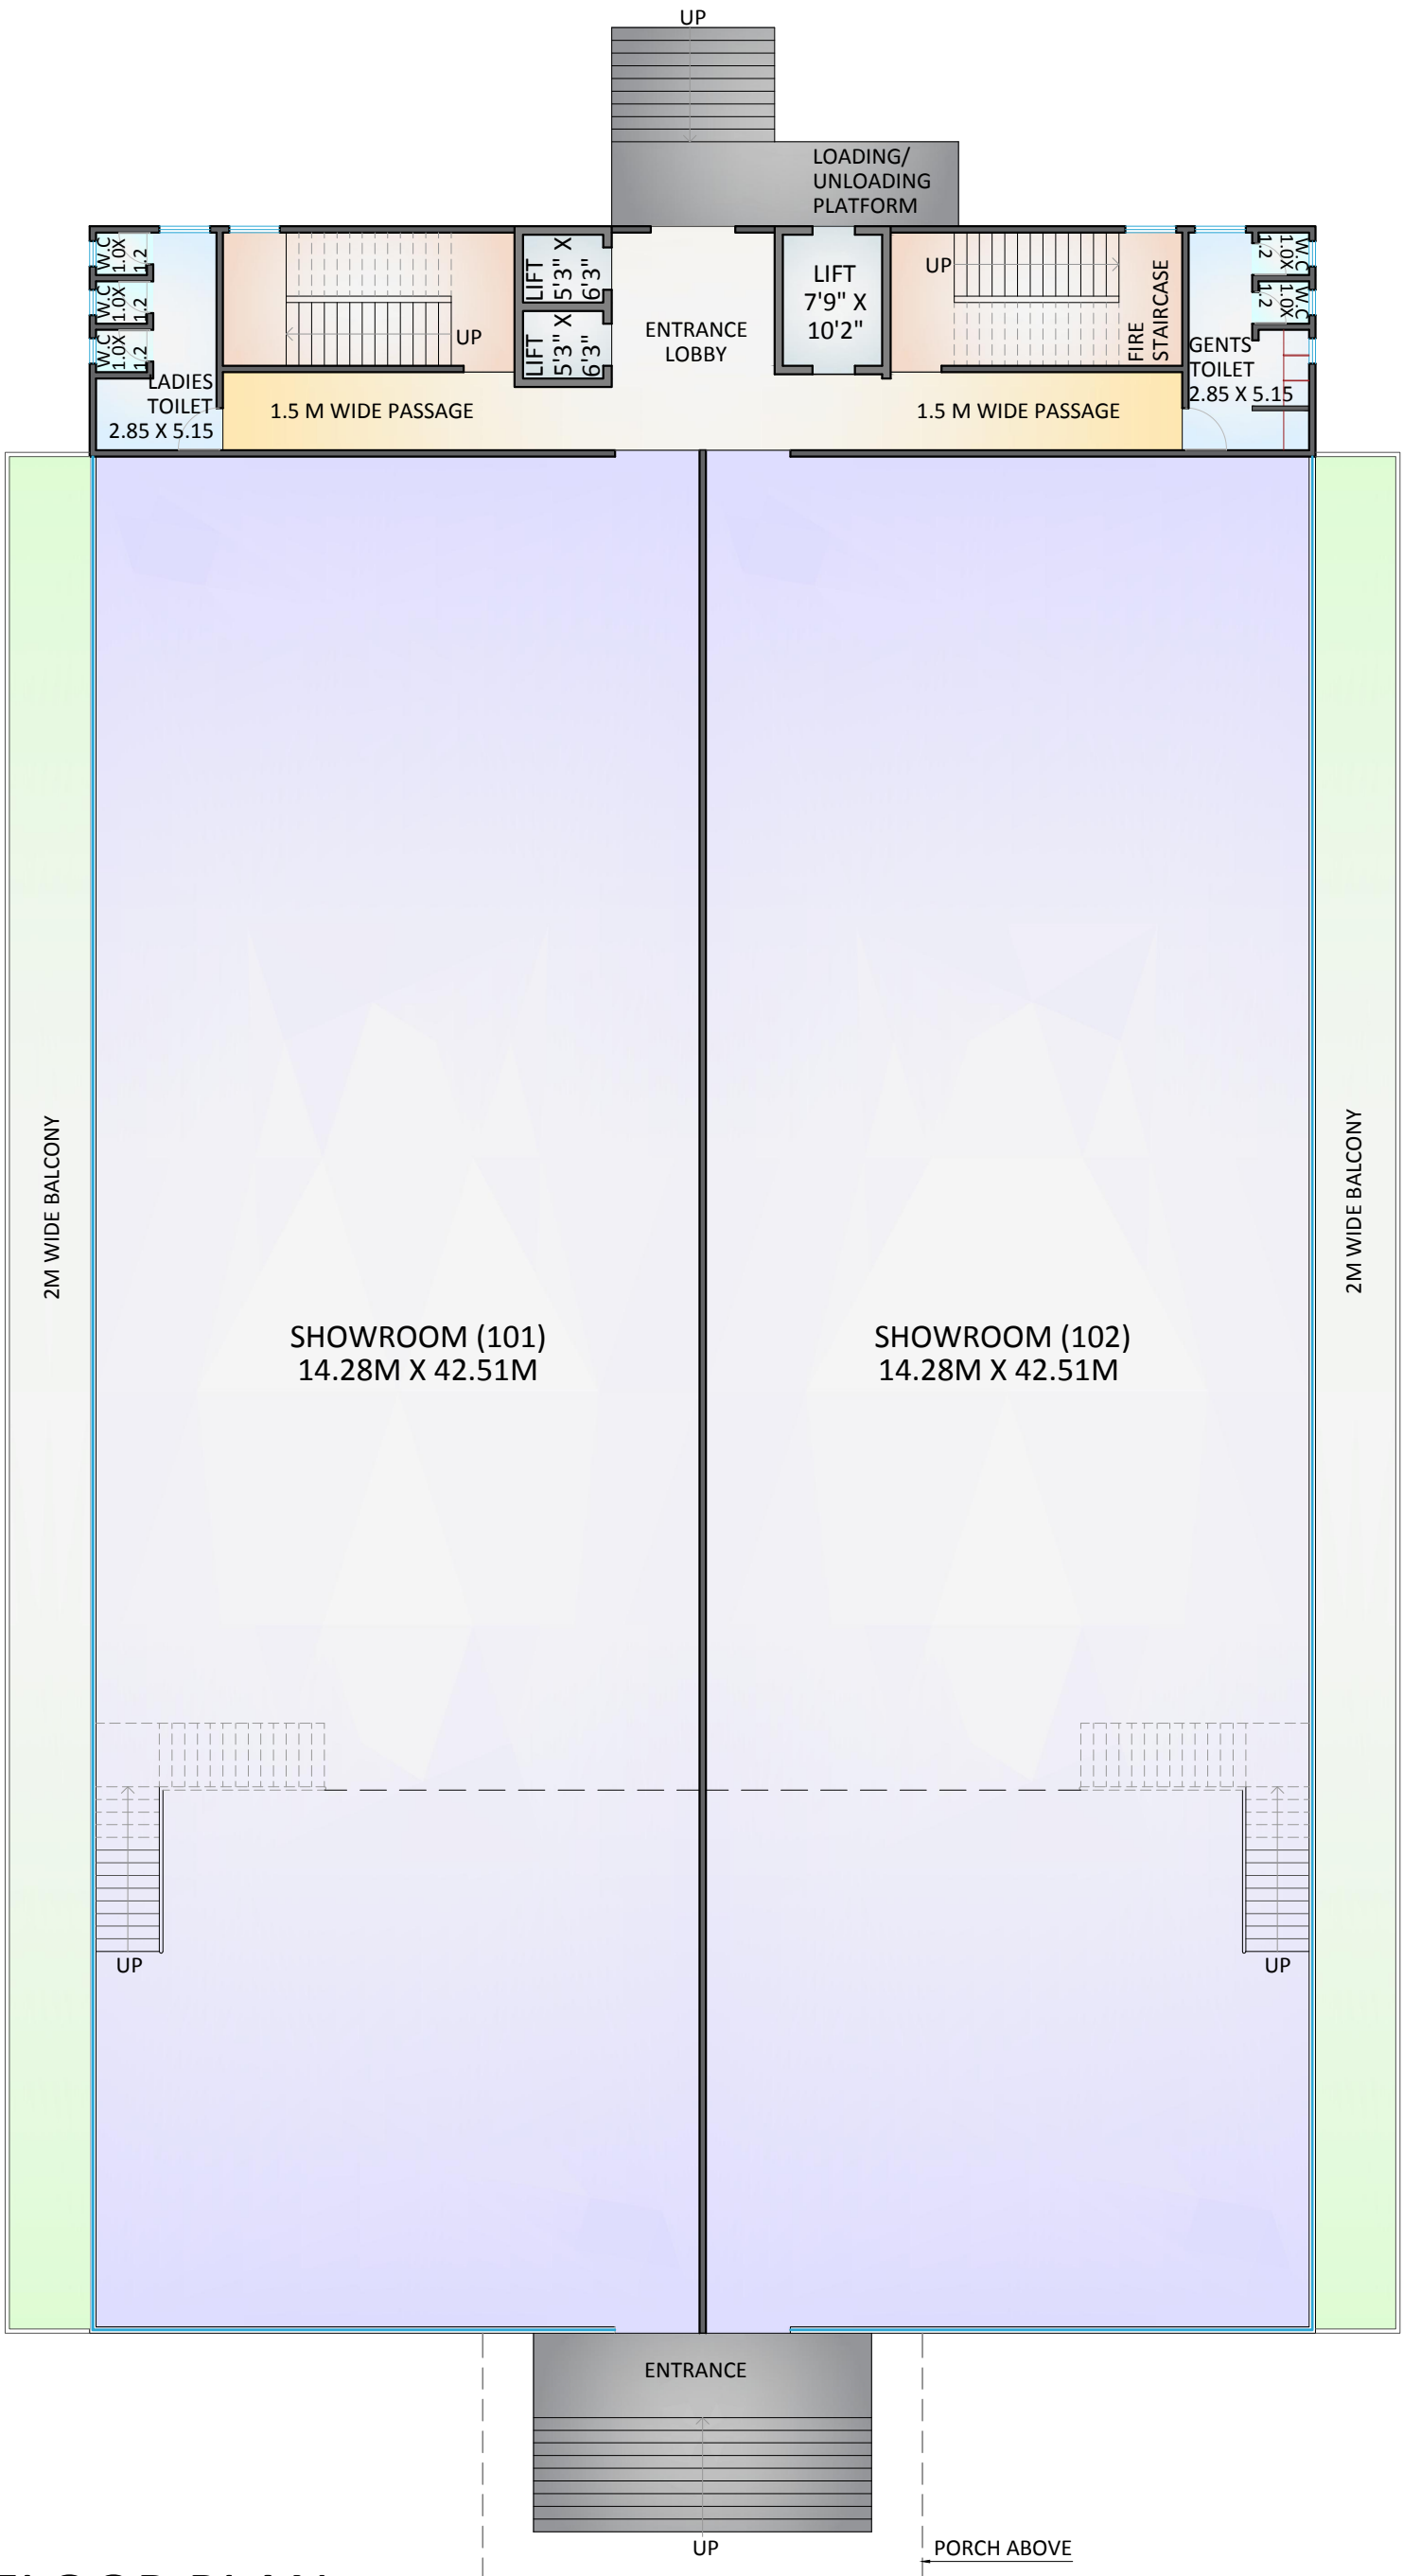 UP
LOADING/
UNLOADING
PLATFORM
W.C
1.0X
1.2
W.C
1.0X
1.2
W.C
1.0X
1.2
LADIES
TOILET
2.85 X 5.15
UP
LIFT
5'3" X
6'3"
LIFT
5'3" X
6'3"
ENTRANCE
LOBBY
LIFT
7'9" X
10'2"
UP
FIRE
STAIRCASE
W.C
1.0X
1.2
W.C
1.0X
1.2
GENTS
TOILET
2.85 X 5.15
1.5 M WIDE PASSAGE
1.5 M WIDE PASSAGE
2M WIDE BALCONY
2M WIDE BALCONY
SHOWROOM (101)
14.28M X 42.51M
SHOWROOM (102)
14.28M X 42.51M
UP
UP
ENTRANCE
UP
PORCH ABOVE
FLOOR PLAN